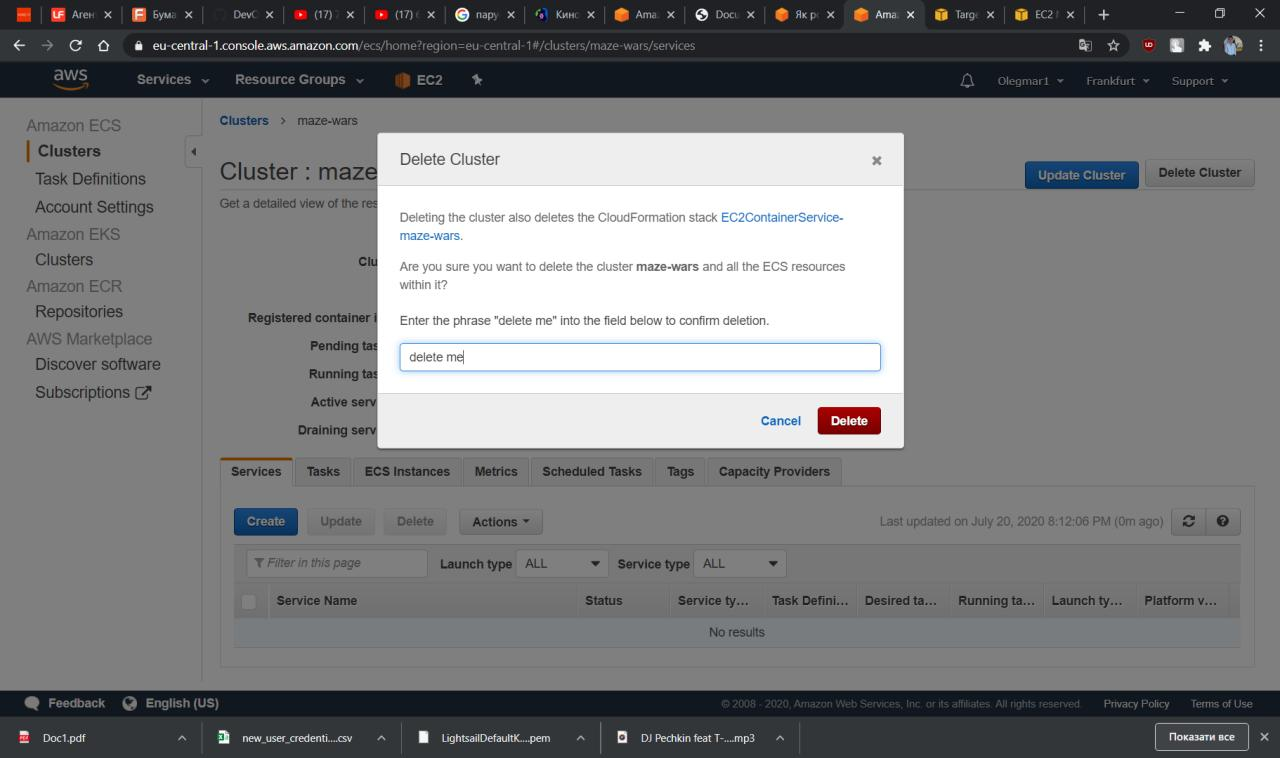 Аген
Бума
DevC
(17) 7
(17) 6
Кинс
Ama
Docu
Як ро
Ama
Targe
EC2 M
eu-central-1.console.aws.amazon.com/ecs/home?region=eu-central-1#/clusters/maze-wars/services
aws
Services
Resource Groups
EC2
Olegmar1
Frankfurt
Support
Amazon ECS
Clusters
Task Definitions
Account Settings
Amazon EKS
Clusters
Amazon ECR
Repositories
AWS Marketplace
Discover software
Subscriptions
Clusters > maze-wars
Cluster : maze
Get a detailed view of the res
Update Cluster
Delete Cluster
Clu
Registered container i
Pending tas
Running tas
Active serv
Draining serv
Delete Cluster
Deleting the cluster also deletes the CloudFormation stack EC2ContainerService-
maze-wars.
Are you sure you want to delete the cluster maze-wars and all the ECS resources
within it?
Enter the phrase "delete me" into the field below to confirm deletion.
delete me
Cancel
Delete
Services
Tasks
ECS Instances
Metrics
Scheduled Tasks
Tags
Capacity Providers
Create
Update
Delete
Actions
Last updated on July 20, 2020 8:12:06 PM (0m ago)
Filter in this page
Launch type
ALL
Service type
ALL
Service Name
Status
Service ty...
Task Defini...
Desired ta...
Running ta...
Launch ty...
Platform v...
No results
Feedback
English (US)
© 2008 - 2020, Amazon Web Services, Inc. or its affiliates. All rights reserved.
Privacy Policy
Terms of Use
Doc1.pdf
new_user_credenti....csv
LightsailDefaultK....pem
DJ Pechkin feat T-....mp3
Показати все